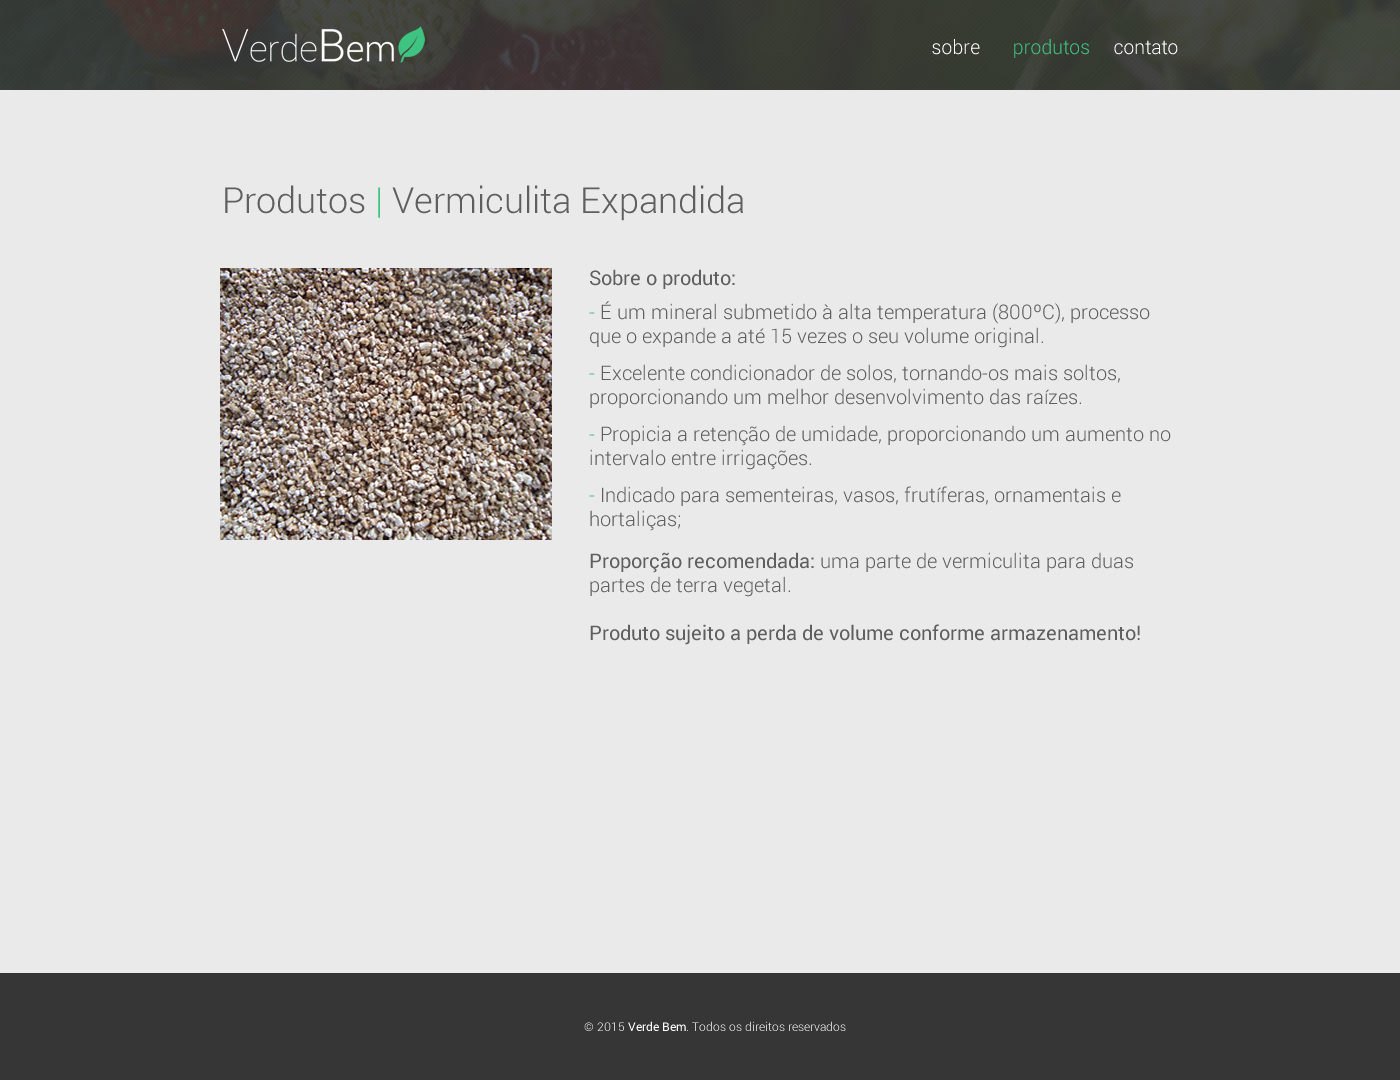 VerdeBem
sobre produtos contato
Produtos | Vermiculita Expandida
Sobre o produto:
- É um mineral submetido à alta temperatura (800ºC), processo
que o expande a até 15 vezes o seu volume original.
- Excelente condicionador de solos, tornando-os mais soltos,
proporcionando um melhor desenvolvimento das raízes.
- Propicia a retenção de umidade, proporcionando um aumento no
intervalo entre irrigações.
- Indicado para sementeiras, vasos, frutíferas, ornamentais e
hortaliças;
Proporção recomendada: uma parte de vermiculita para duas
partes de terra vegetal.
Produto sujeito a perda de volume conforme armazenamento!
© 2015 Verde Bem. Todos os direitos reservados